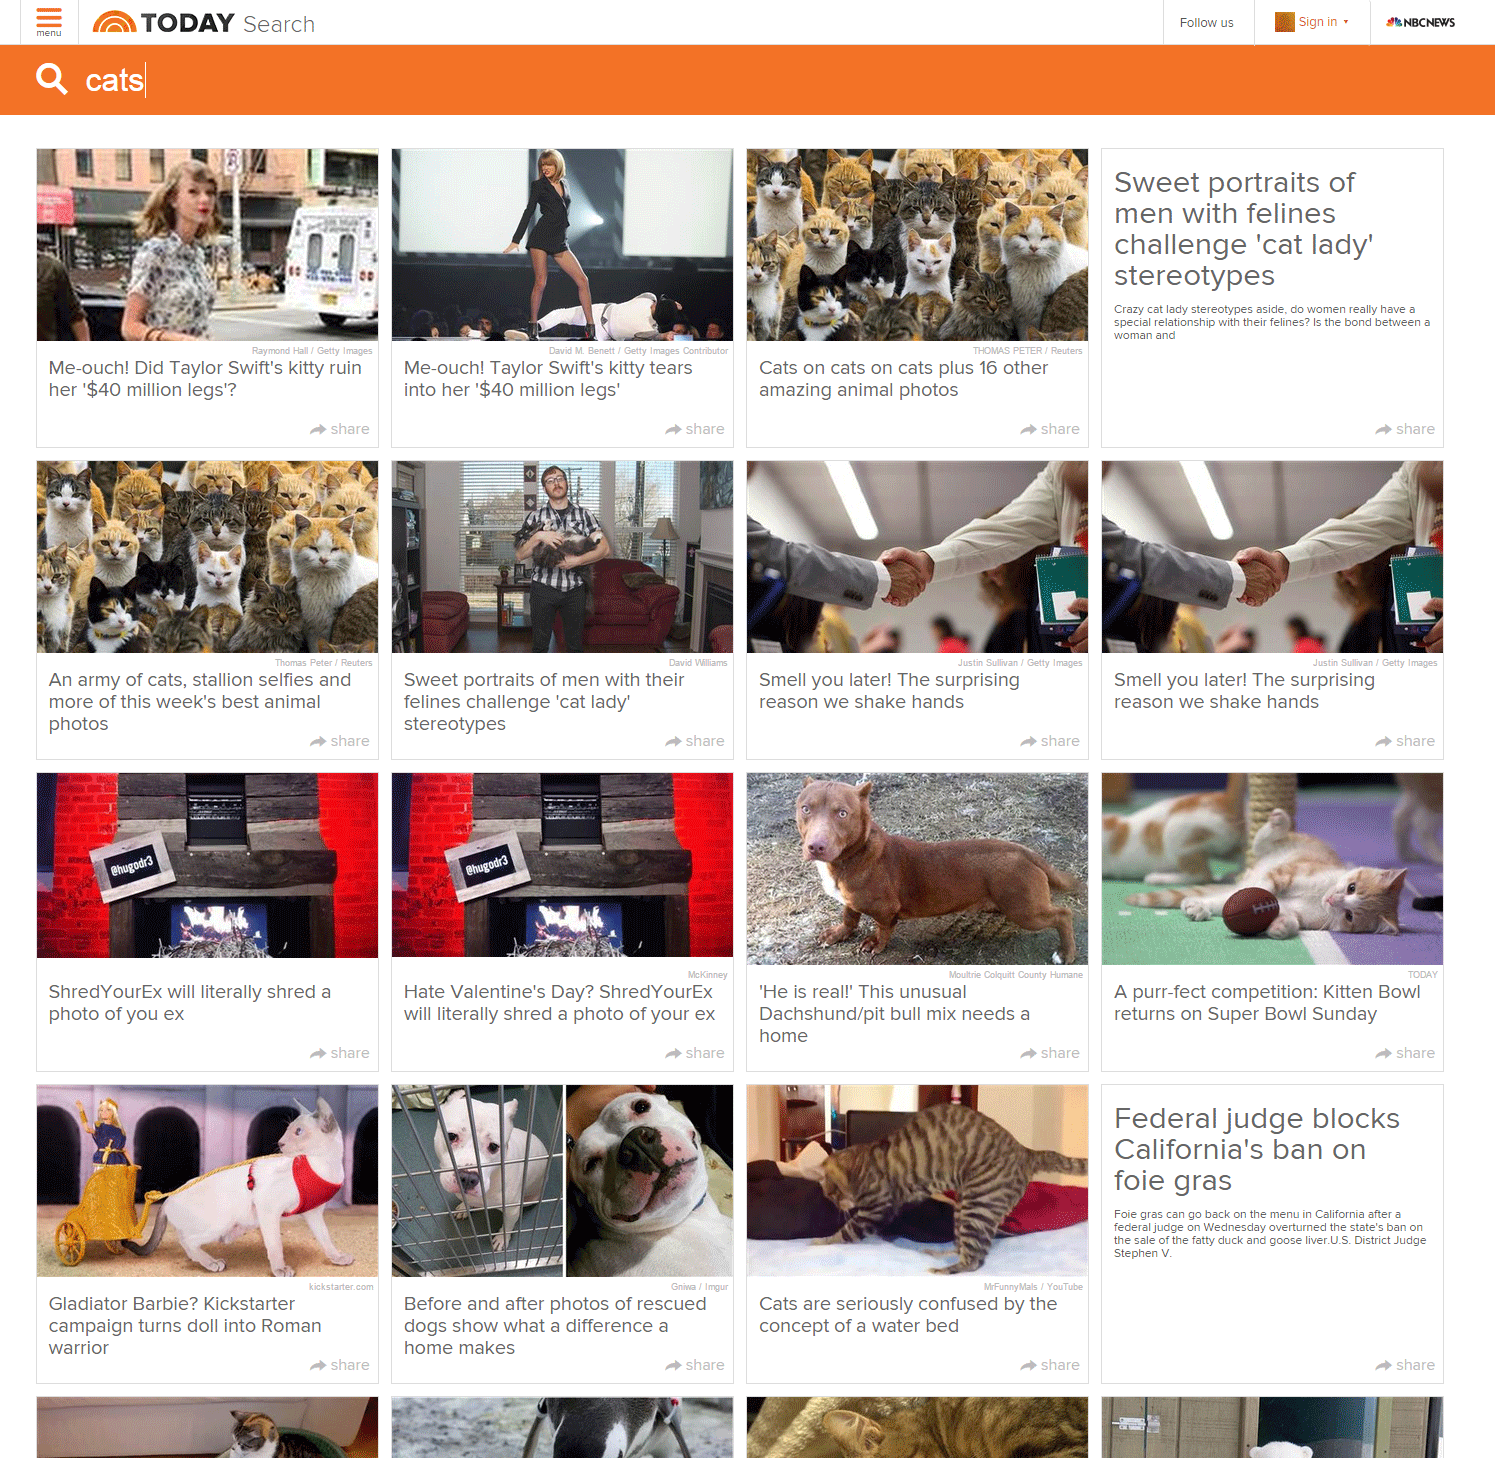 menu
TODAY Search
Follow us
Sign in
NBCNEWS
cats
Raymond Hall / Getty Images
Me-ouch! Did Taylor Swift's kitty ruin
her '$40 million legs'?
share
David M. Benett / Getty Images Contributor
Me-ouch! Taylor Swift's kitty tears
into her '$40 million legs'
share
THOMAS PETER / Reuters
Cats on cats on cats plus 16 other
amazing animal photos
share
Sweet portraits of
men with felines
challenge 'cat lady'
stereotypes
Crazy cat lady stereotypes aside, do women really have a
special relationship with their felines? Is the bond between a
woman and
share
Thomas Peter / Reuters
An army of cats, stallion selfies and
more of this week's best animal
photos
share
David Williams
Sweet portraits of men with their
felines challenge 'cat lady'
stereotypes
share
Justin Sullivan / Getty Images
Smell you later! The surprising
reason we shake hands
share
Justin Sullivan / Getty Images
Smell you later! The surprising
reason we shake hands
share
@hugodr3
ShredYourEx will literally shred a
photo of you ex
share
@hugodr3
McKinney
Hate Valentine's Day? ShredYourEx
will literally shred a photo of your ex
share
Moultrie Colquitt County Humane
'He is real!' This unusual
Dachshund/pit bull mix needs a
home
share
TODAY
A purr-fect competition: Kitten Bowl
returns on Super Bowl Sunday
share
kickstarter.com
Gladiator Barbie? Kickstarter
campaign turns doll into Roman
warrior
share
Gniwa / Imgur
Before and after photos of rescued
dogs show what a difference a
home makes
share
MrFunnyMals / YouTube
Cats are seriously confused by the
concept of a water bed
share
Federal judge blocks
California's ban on
foie gras
Foie gras can go back on the menu in California after a
federal judge on Wednesday overturned the state's ban on
the sale of the fatty duck and goose liver.U.S. District Judge
Stephen V.
share